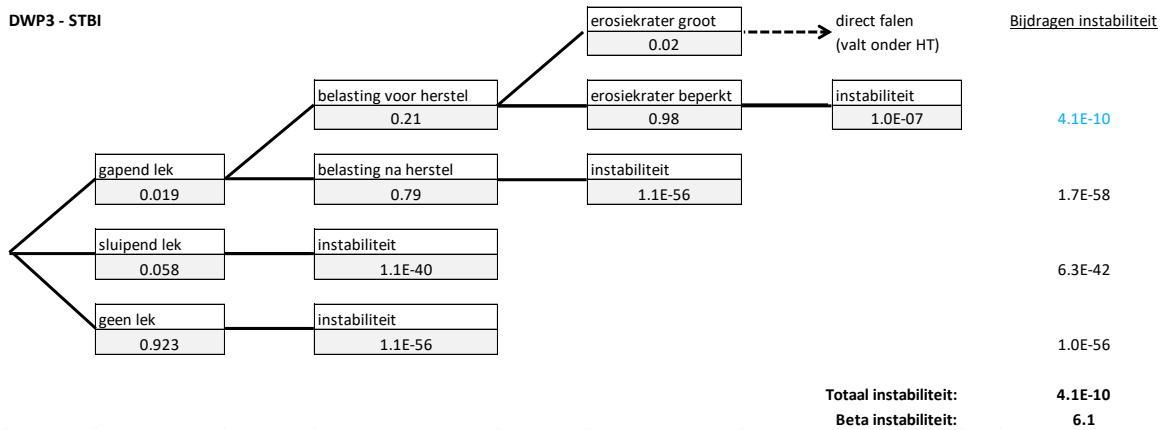 DWP3 - STBI
erosiekrater groot
0.02
direct falen
(valt onder HT)
Bijdragen instabiliteit
belasting voor herstel
0.21
erosiekrater beperkt
0.98
instabiliteit
1.0E-07
4.1E-10
gapend lek
0.019
belasting na herstel
0.79
instabiliteit
1.1E-56
1.7E-58
sluipend lek
0.058
instabiliteit
1.1E-40
6.3E-42
geen lek
0.923
instabiliteit
1.1E-56
1.0E-56
Totaal instabiliteit: 4.1E-10
Beta instabiliteit: 6.1